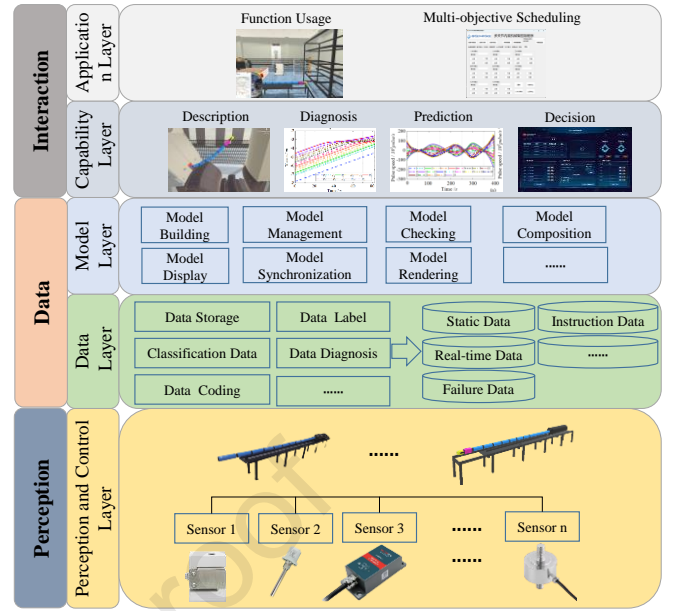 Interaction
Application Layer
Function Usage
Multi-objective Scheduling
Capability
Layer
Description
Diagnosis
Prediction
Decision
Time /s
Data
Model
Layer
Model
Building
Model
Management
Model
Checking
Model
Composition
Model
Display
Model
Synchronization
Model
Rendering
......
Data
Layer
Data Storage
Data Label
Static Data
Instruction Data
Classification Data
Data Diagnosis
Real-time Data
......
Data Coding
......
Failure Data
Perception
Perception and Control
Layer
......
Sensor 1
Sensor 2
Sensor 3
......
Sensor n
......
roof